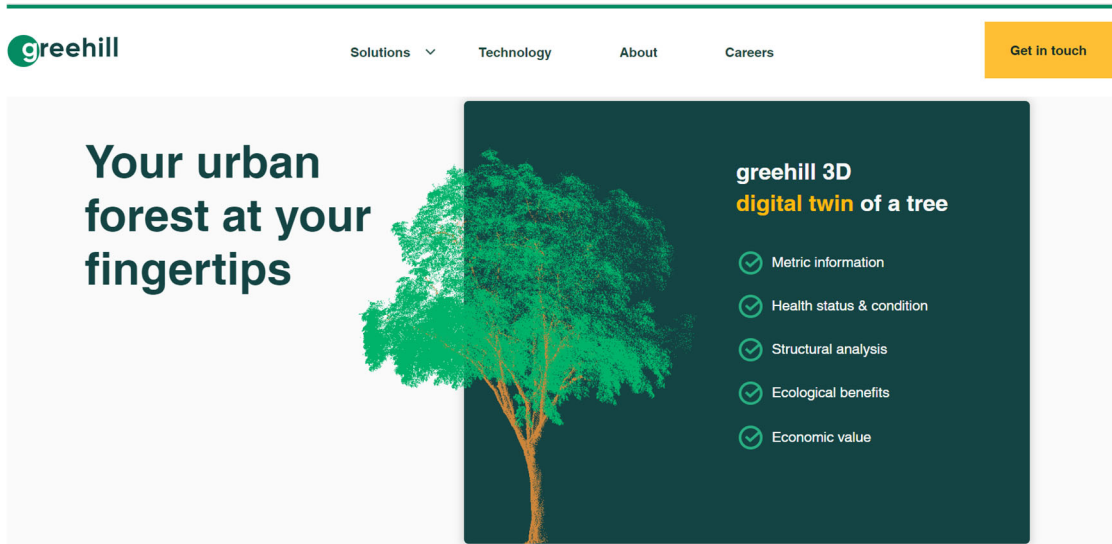 greehill
Solutions
Technology
About
Careers
Get in touch
Your urban
forest at your
fingertips
greehill 3D
digital twin of a tree
Metric information
Health status & condition
Structural analysis
Ecological benefits
Economic value